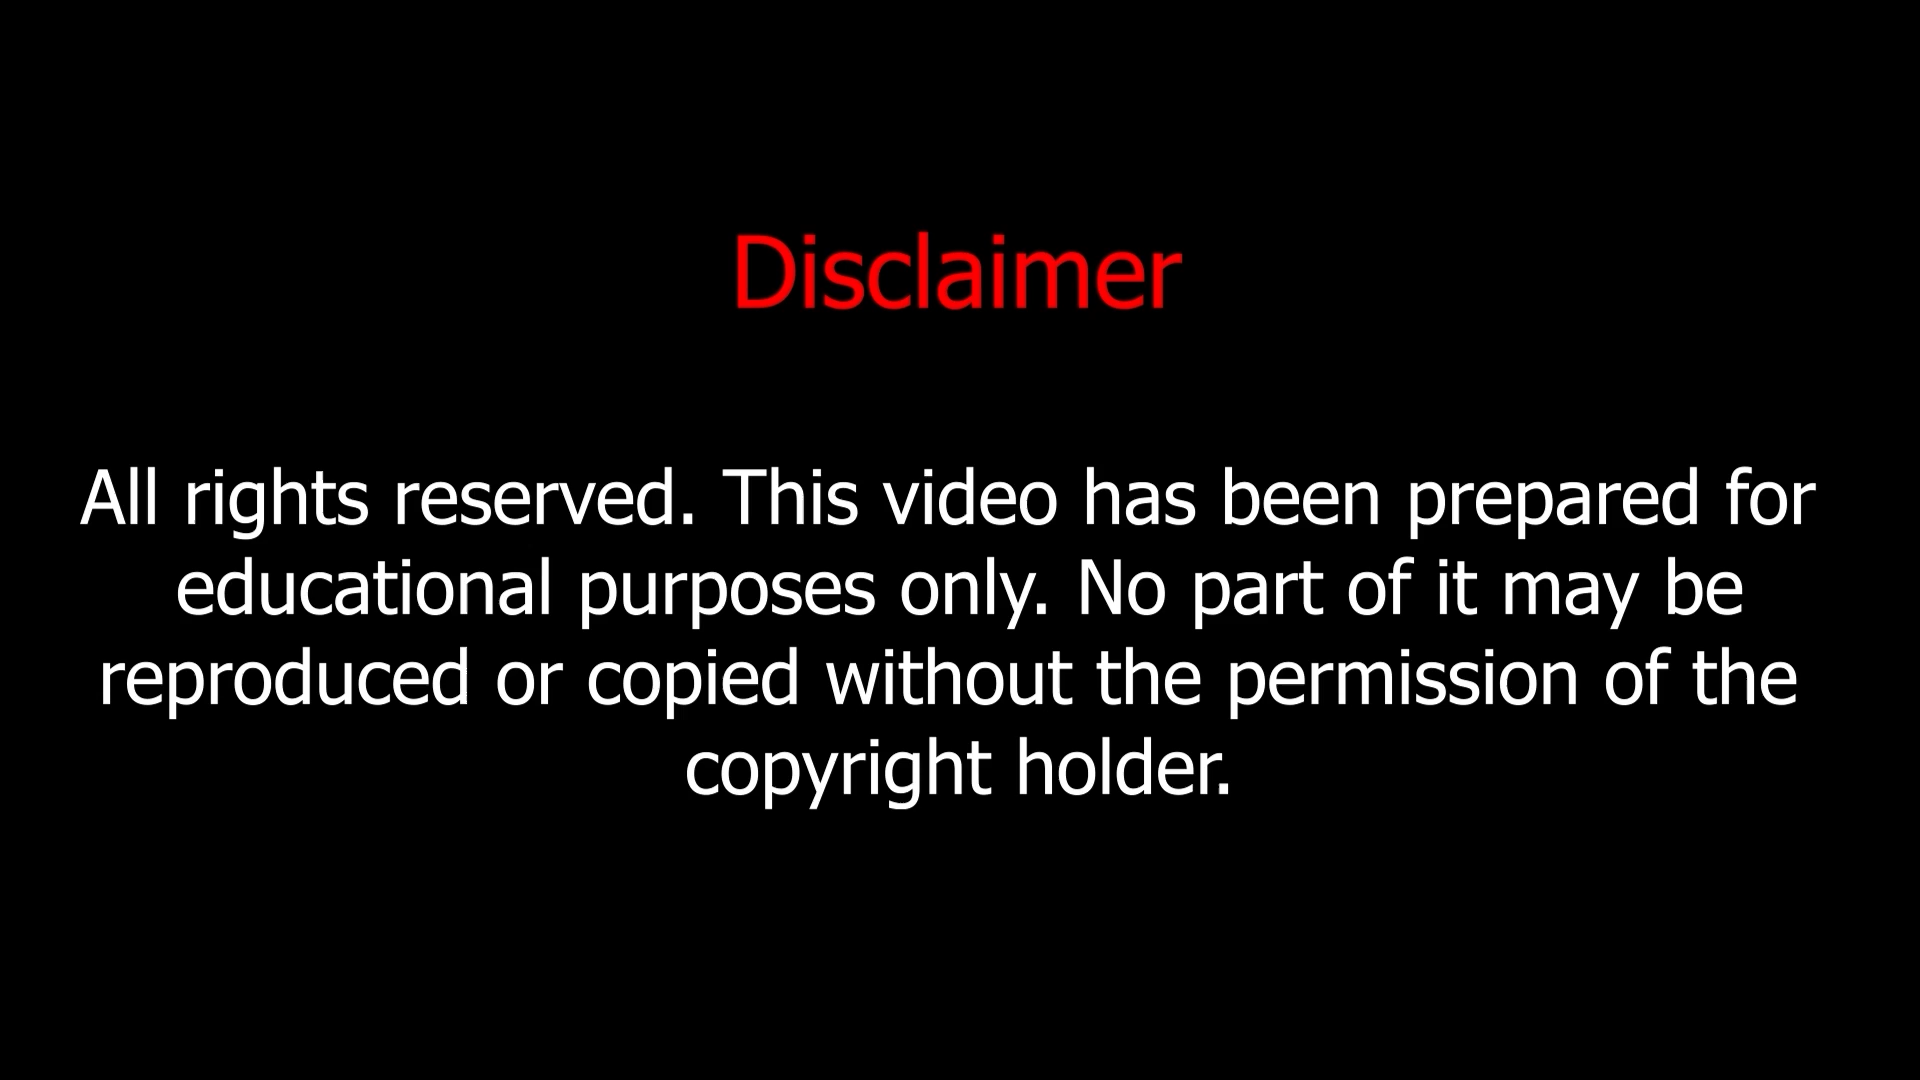 Disclaimer
All rights reserved. This video has been prepared for
educational purposes only. No part of it may be
reproduced or copied without the permission of the
copyright holder.